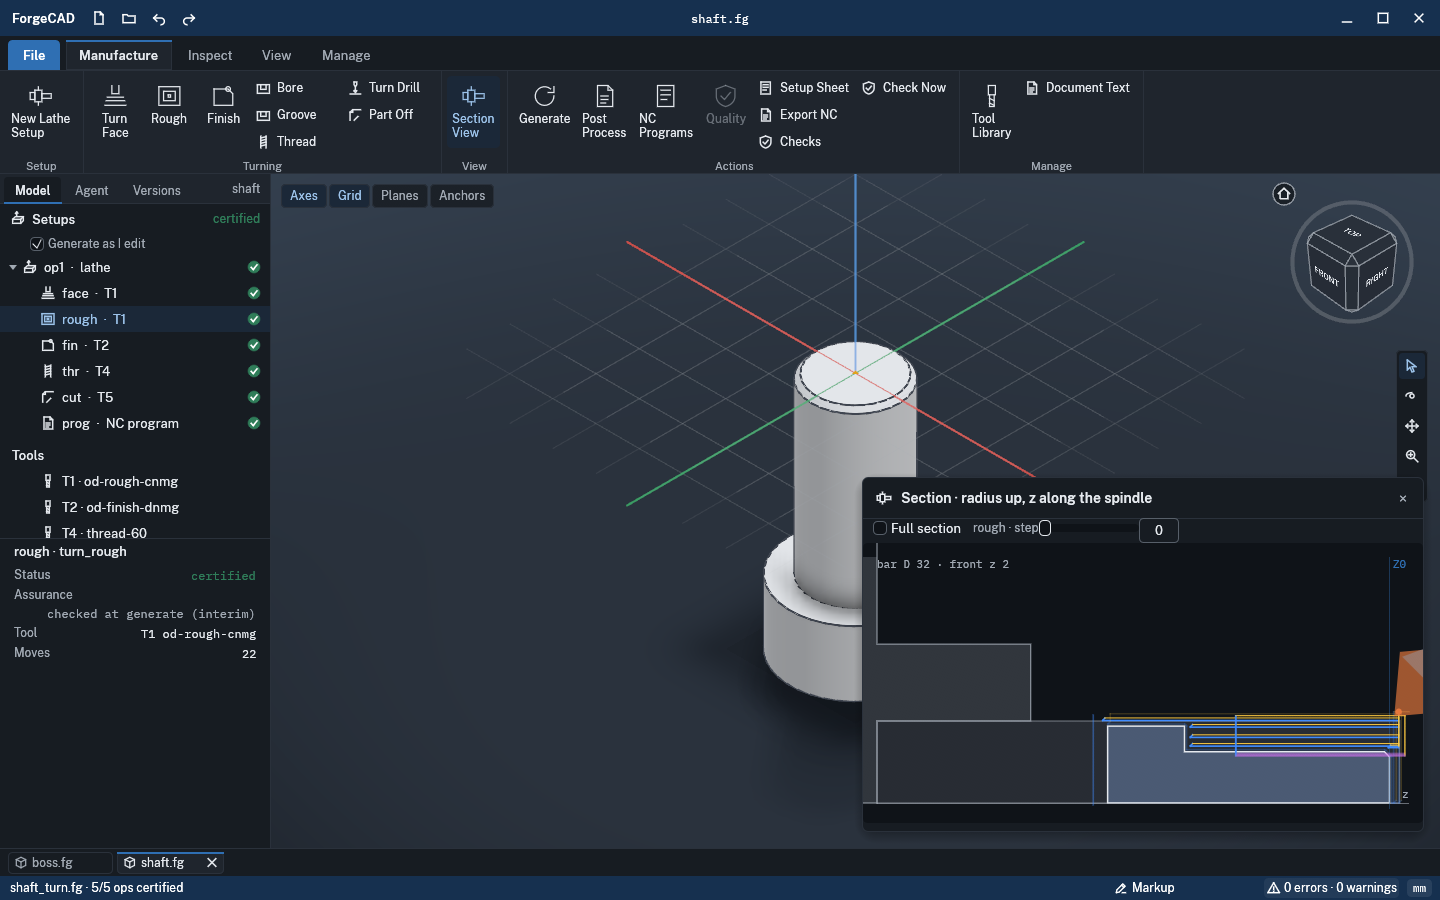 ForgeCAD
shaft.fg
File
Manufacture
Inspect
View
Manage
New Lathe
Setup
Turn
Face
Rough
Finish
Bore
Groove
Thread
Turn Drill
Part Off
Section
View
Generate
Post
Process
NC
Programs
Quality
Setup Sheet
Export NC
Checks
Check Now
Tool
Library
Document Text
Setup
Turning
View
Actions
Manage
Model
Agent
Versions
shaft
Setups
certified
Generate as I edit
op1 · lathe
face · T1
rough · T1
fin · T2
thr · T4
cut · T5
prog · NC program
Tools
T1 · od-rough-cnmg
T2 · od-finish-dnmg
T4 · thread-60
rough · turn_rough
Status certified
Assurance
checked at generate (interim)
Tool T1 od-rough-cnmg
Moves 22
Axes
Grid
Planes
Anchors
TOP
FRONT
RIGHT
Section · radius up, z along the spindle
Full section
rough · step
0
bar D 32 · front z 2
Z0
z
boss.fg
shaft.fg
shaft_turn.fg · 5/5 ops certified
Markup
0 errors · 0 warnings
mm